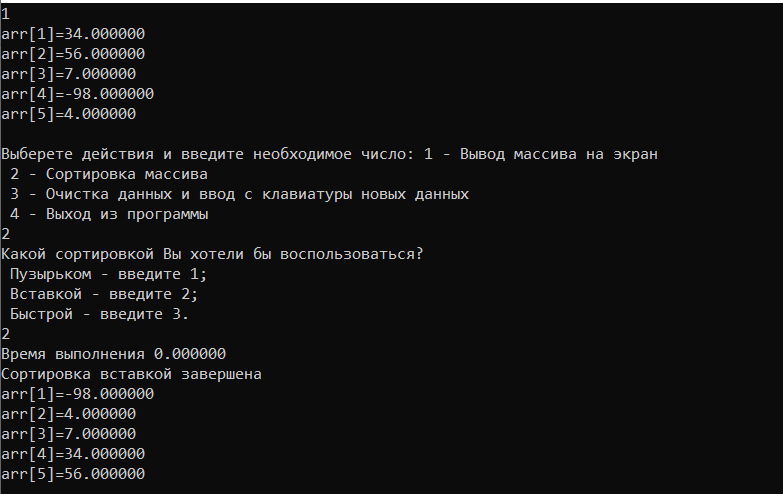 1
arr[1]=34.000000
arr[2]=56.000000
arr[3]=7.000000
arr[4]=-98.000000
arr[5]=4.000000
Выберете действия и введите необходимое число: 1 - Вывод массива на экран
2 - Сортировка массива
3 - Очистка данных и ввод с клавиатуры новых данных
4 - Выход из программы
2
Какой сортировкой Вы хотели бы воспользоваться?
Пузырьком - введите 1;
Вставкой - введите 2;
Быстрой - введите 3.
2
Время выполнения 0.000000
Сортировка вставкой завершена
arr[1]=-98.000000
arr[2]=4.000000
arr[3]=7.000000
arr[4]=34.000000
arr[5]=56.000000